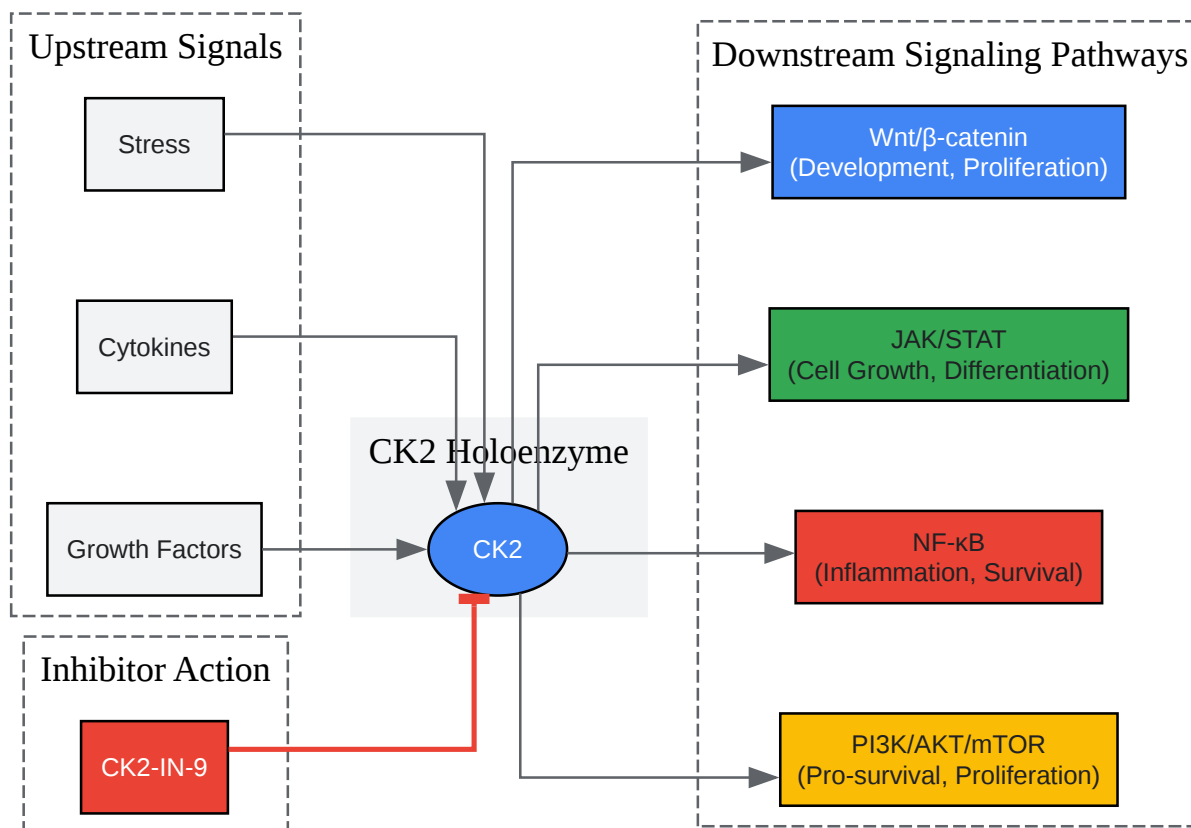 Upstream Signals
Stress
Cytokines
Growth Factors
Inhibitor Action
CK2-IN-9
CK2 Holoenzyme
CK2
Downstream Signaling Pathways
Wnt/β-catenin
(Development, Proliferation)
JAK/STAT
(Cell Growth, Differentiation)
NF-κB
(Inflammation, Survival)
PI3K/AKT/mTOR
(Pro-survival, Proliferation)